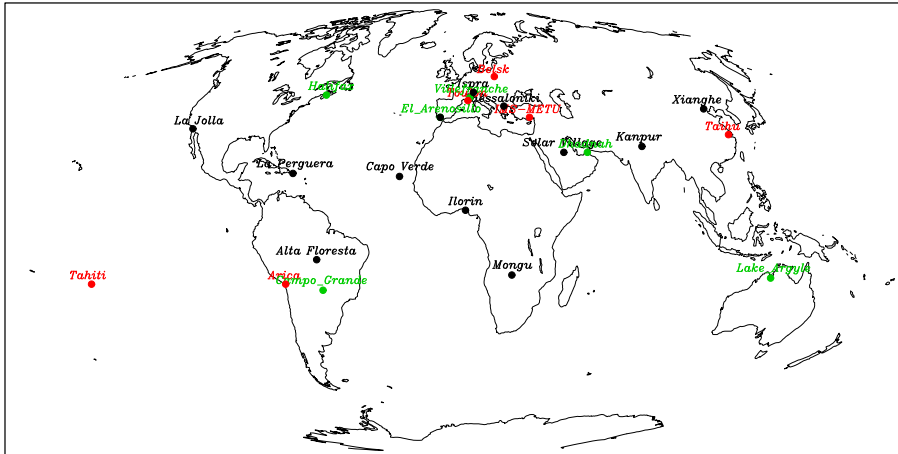 Belsk
Halifax
Ispra
Villefranche
Toulon
Thessaloniki
El_Arenosillo
IMS-METU
Xianghe
La Jolla
Taihu
Kanpur
Solar Village
La Perguera
Capo Verde
Ilorin
Alta Floresta
Mongu
Lake_Argyle
Tahiti
Arica
Campo_Grande